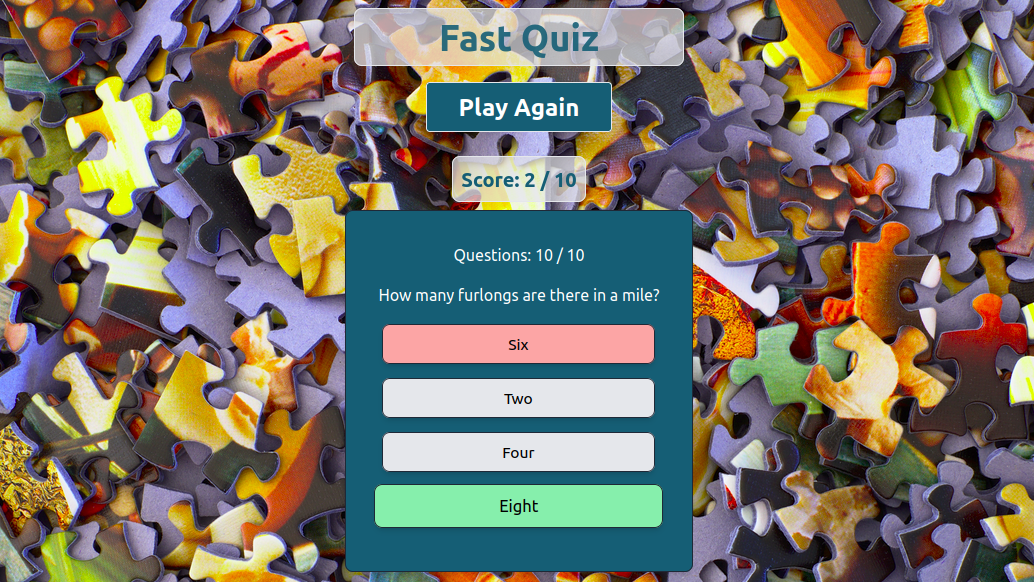 Fast Quiz
Play Again
Score: 2 / 10
Questions: 10 / 10
How many furlongs are there in a mile?
Six
Two
Four
Eight